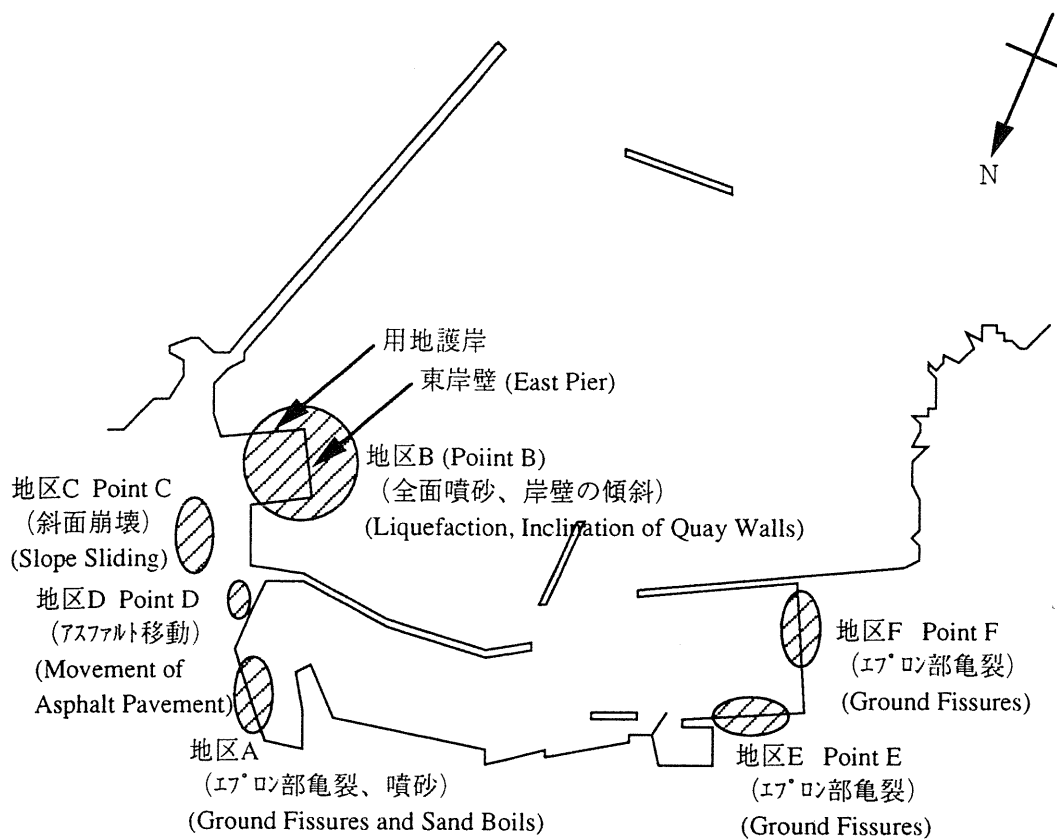 N
用地護岸
東岸壁 (East Pier)
地区B (Poiint B)
（全面噴砂、岸壁の傾斜）
(Liquefaction, Inclination of Quay Walls)
地区C Point C
（斜面崩壊）
(Slope Sliding)
地区D Point D
（ｱｽﾌｧﾙﾄ移動）
(Movement of
Asphalt Pavement)
地区A
（ｴﾌﾟﾛﾝ部亀裂、噴砂）
(Ground Fissures and Sand Boils)
地区F Point F
（ｴﾌﾟﾛﾝ部亀裂）
(Ground Fissures)
地区E Point E
（ｴﾌﾟﾛﾝ部亀裂）
(Ground Fissures)